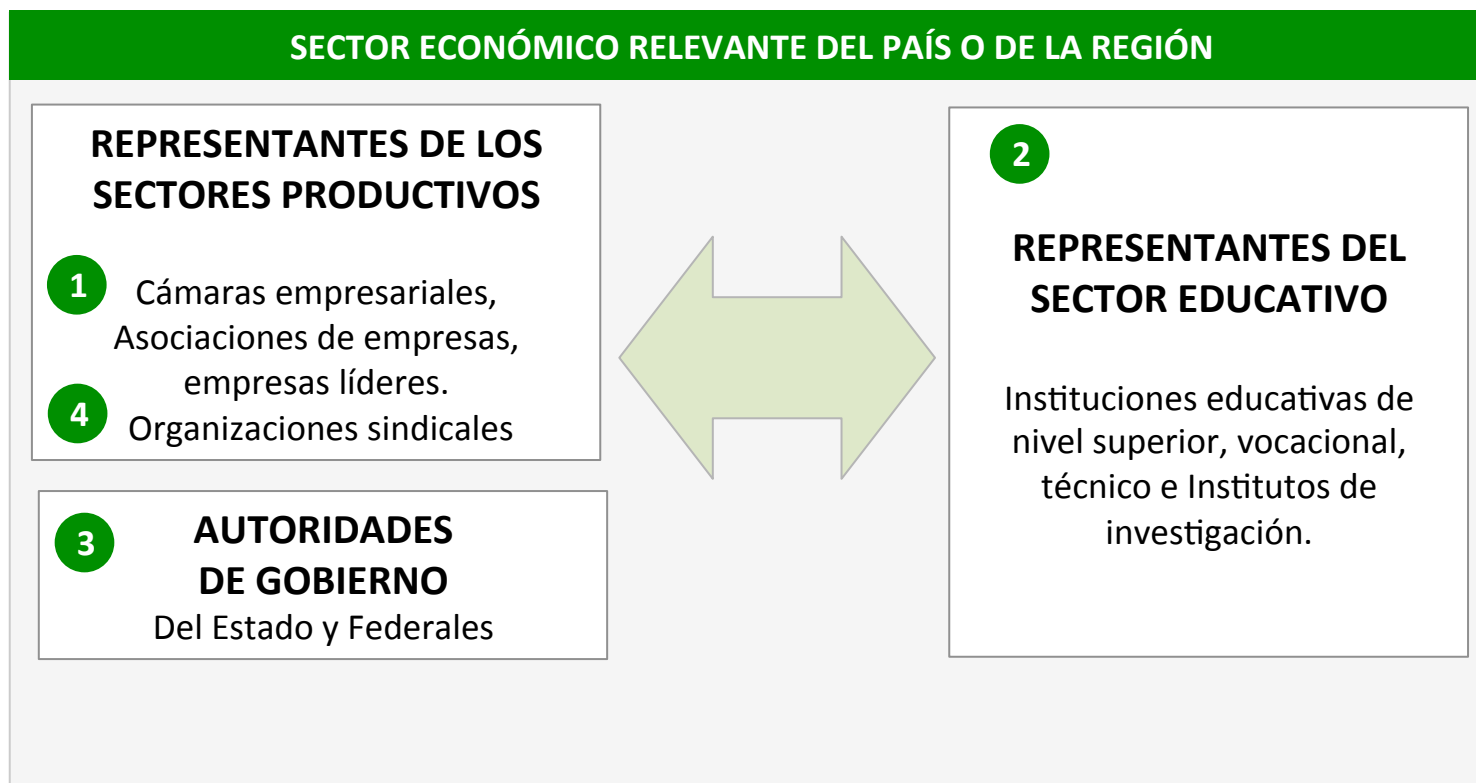 SECTOR ECONÓMICO RELEVANTE DEL PAÍS O DE LA REGIÓN
REPRESENTANTES DE LOS
SECTORES PRODUCTIVOS
1
Cámaras empresariales,
Asociaciones de empresas,
empresas líderes.
4
Organizaciones sindicales
3
AUTORIDADES
DE GOBIERNO
Del Estado y Federales
2
REPRESENTANTES DEL
SECTOR EDUCATIVO
Instituciones educativas de
nivel superior, vocacional,
técnico e Institutos de
investigación.